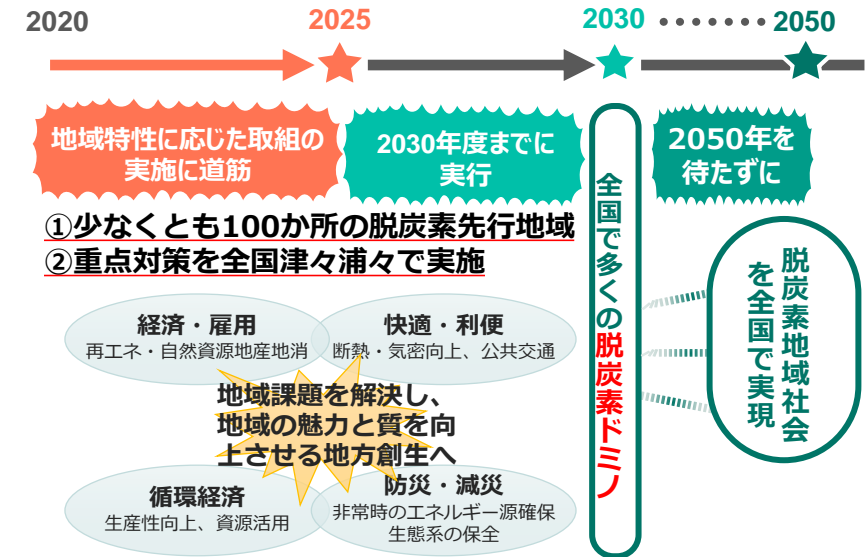 2020
2025
2030
2050
地域特性に応じた取組の
実施に道筋
2030年度までに
実行
2050年を
待たずに
①少なくとも100か所の脱炭素先行地域
②重点対策を全国津々浦々で実施
経済・雇用
再エネ・自然資源地産地消
快適・利便
断熱・気密向上、公共交通
地域課題を解決し、
地域の魅力と質を向
上させる地方創生へ
循環経済
生産性向上、資源活用
防災・減災
非常時のエネルギー源確保
生態系の保全
全国で多くの脱炭素ドミノ
脱炭素地域社会
を全国で実現